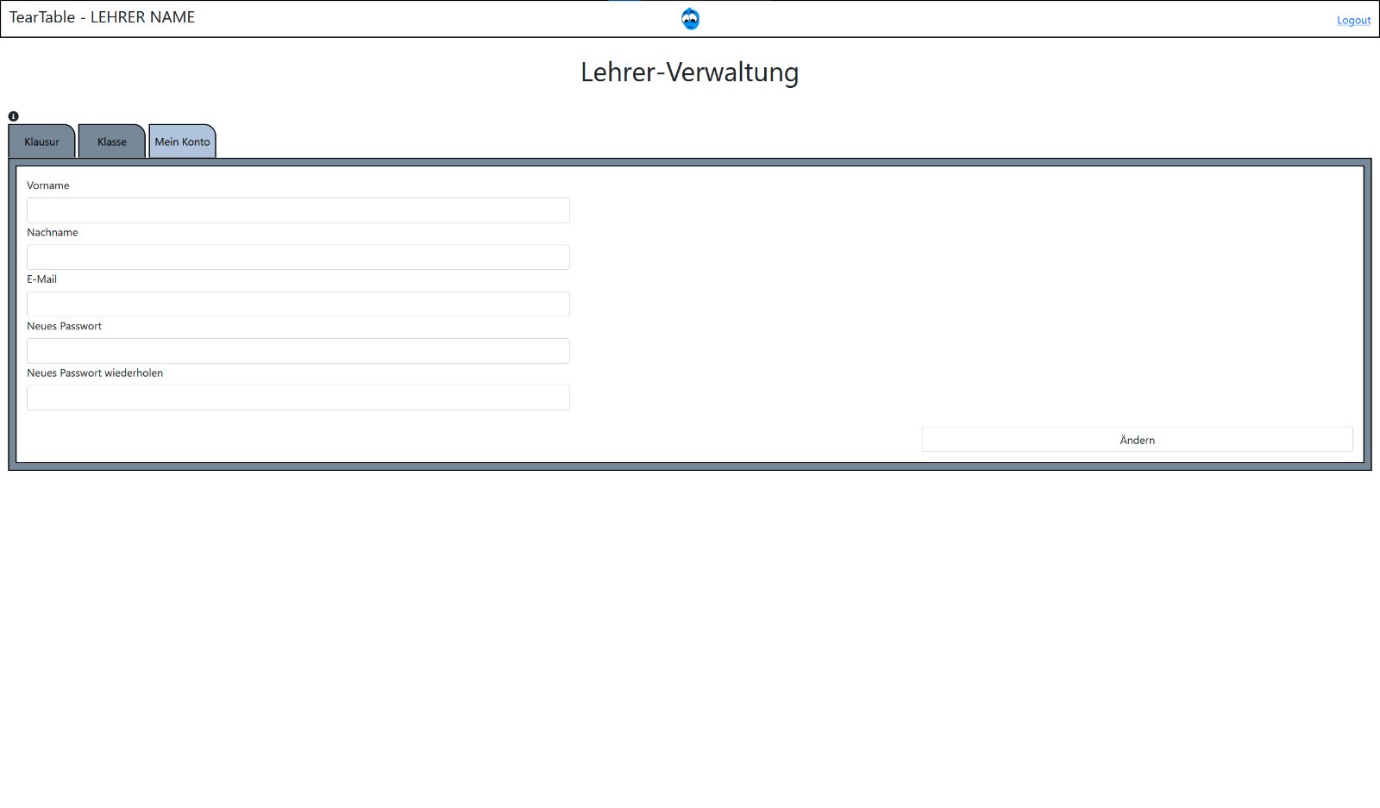 TearTable - LEHRER NAME
Logout
Lehrer-Verwaltung
Klausur
Klasse
Mein Konto
Vorname
Nachname
E-Mail
Neues Passwort
Neues Passwort wiederholen
Ändern